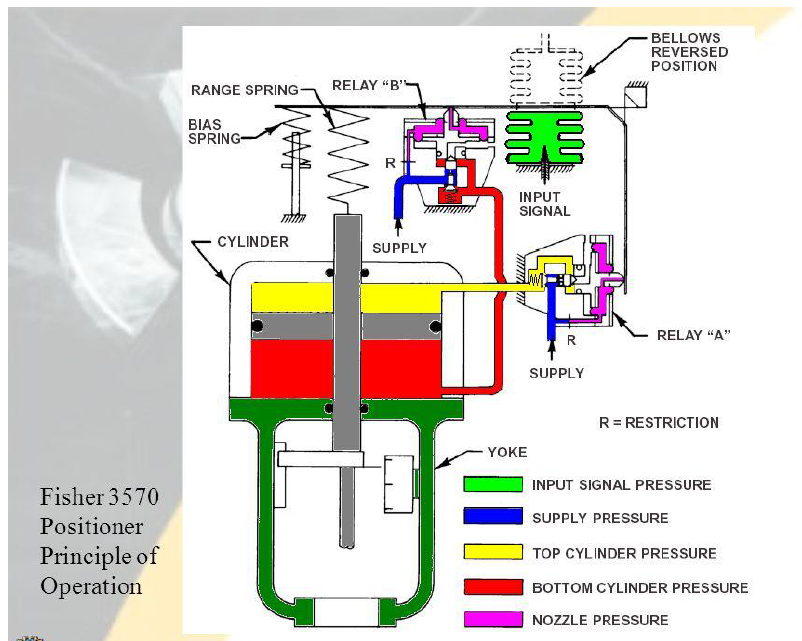 BELLOWS
REVERSED
POSITION
RANGE SPRING
RELAY “B”
BIAS
SPRING
R
INPUT
SIGNAL
SUPPLY
CYLINDER
R
RELAY “A”
SUPPLY
R = RESTRICTION
YOKE
INPUT SIGNAL PRESSURE
SUPPLY PRESSURE
TOP CYLINDER PRESSURE
BOTTOM CYLINDER PRESSURE
NOZZLE PRESSURE
Fisher 3570
Positioner
Principle of
Operation